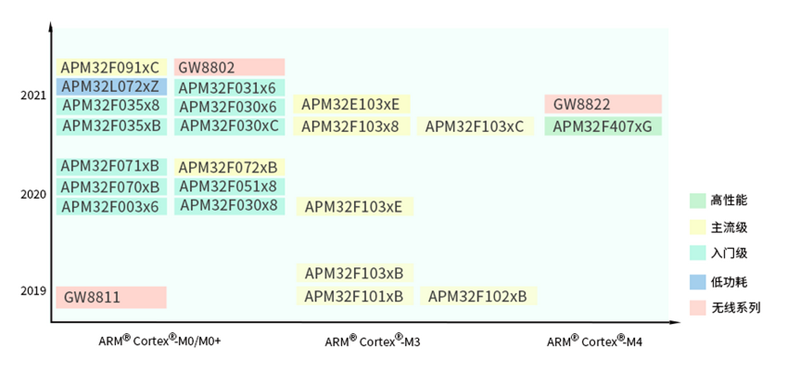 APM32F091xC GW8802
APM32L072xZ APM32F031x6
2021
APM32F035x8 APM32F030x6 APM32E103xE GW8822
APM32F035xB APM32F030xC APM32F103x8 APM32F103xC APM32F407xG
APM32F071xB APM32F072xB
2020
APM32F070xB APM32F051x8
APM32F003x6 APM32F030x8 APM32F103xE
APM32F103xB
2019
GW8811 APM32F101xB APM32F102xB
ARM® Cortex®-M0/M0+ ARM® Cortex®-M3 ARM® Cortex®-M4
高性能
主流级
入门级
低功耗
无线系列